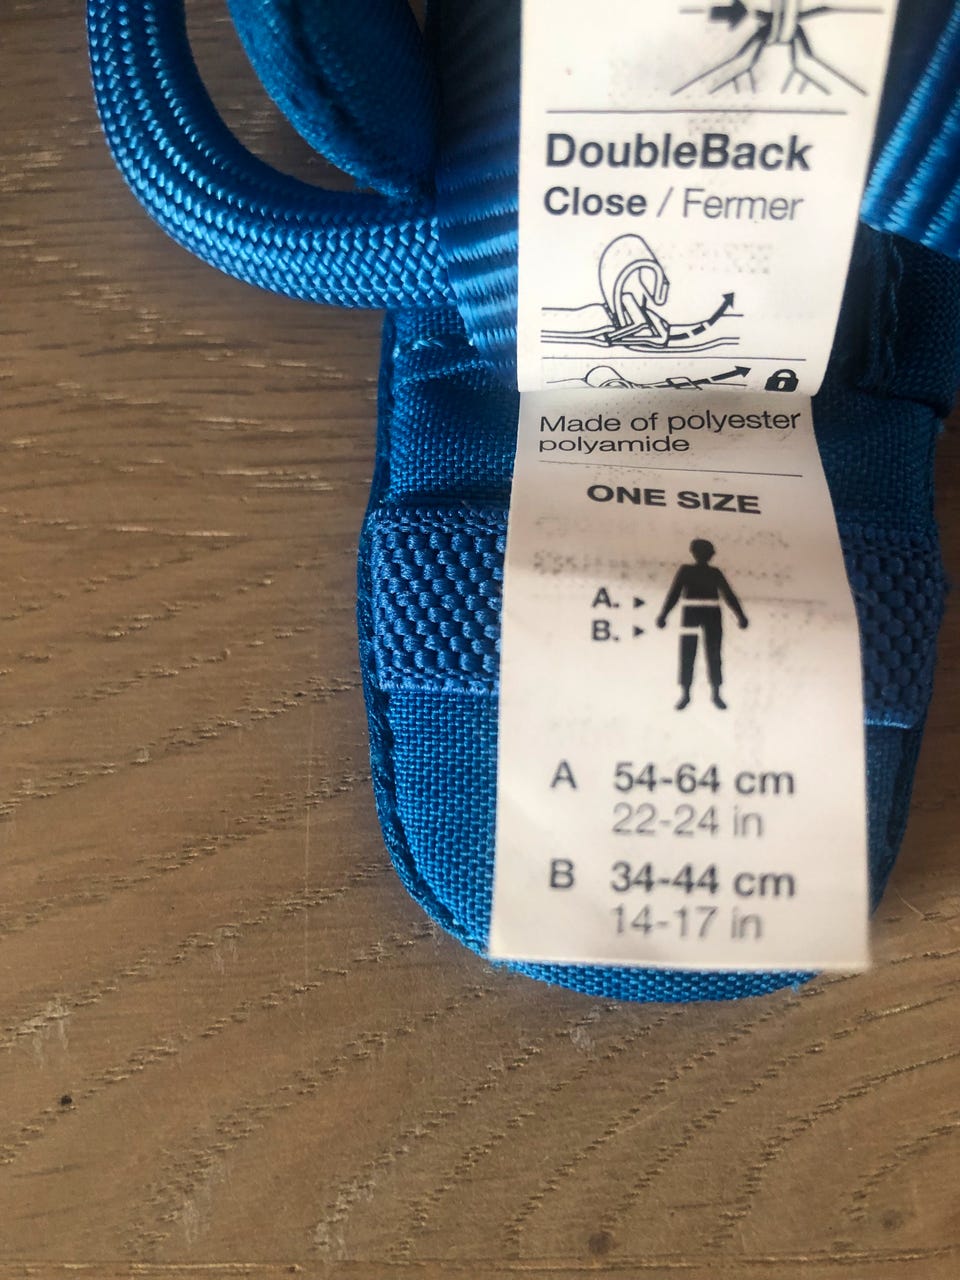 DoubleBack
Close / Fermer
Made of polyester
polyamide
ONE SIZE
A.
B.
A 54-64 cm
22-24 in
B 34-44 cm
14-17 in